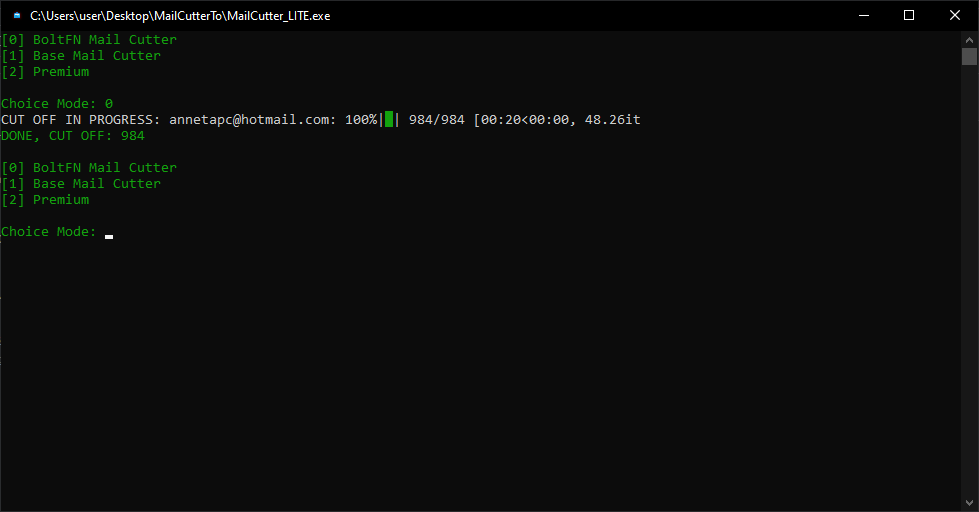 C:\Users\user\Desktop\MailCutterTo\MailCutter_LITE.exe
[0] BoltFN Mail Cutter
[1] Base Mail Cutter
[2] Premium
Choice Mode: 0
CUT OFF IN PROGRESS: annetapc@hotmail.com: 100%|█| 984/984 [00:20<00:00, 48.26it
DONE, CUT OFF: 984
[0] BoltFN Mail Cutter
[1] Base Mail Cutter
[2] Premium
Choice Mode: